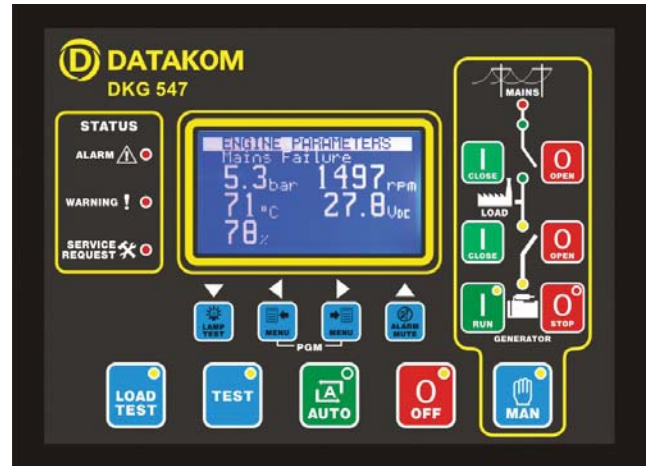 DATAKOM
DKG 547
STATUS
ALARM
WARNING !
SERVICE
REQUEST
ENGINE PARAMETERS
Mains Failure
5.3bar 1497rpm
71°C 27.8VDC
78%
LAMP
TEST
MENU
MENU
ALARM
MUTE
PGM
LOAD
TEST
TEST
A
AUTO
O
OFF
MAN
MAINS
I
CLOSE
O
OPEN
LOAD
I
CLOSE
O
OPEN
I
RUN
O
STOP
GENERATOR